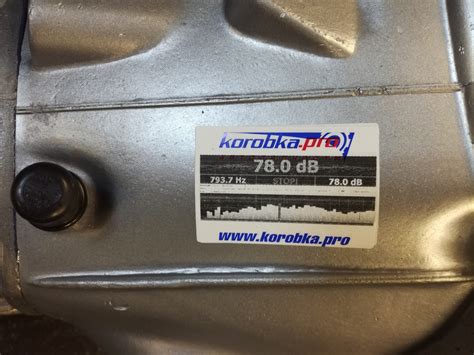 korobka.pro
78.0 dB
793.7 Hz STOP! 78.0 dB
www.korobka.pro